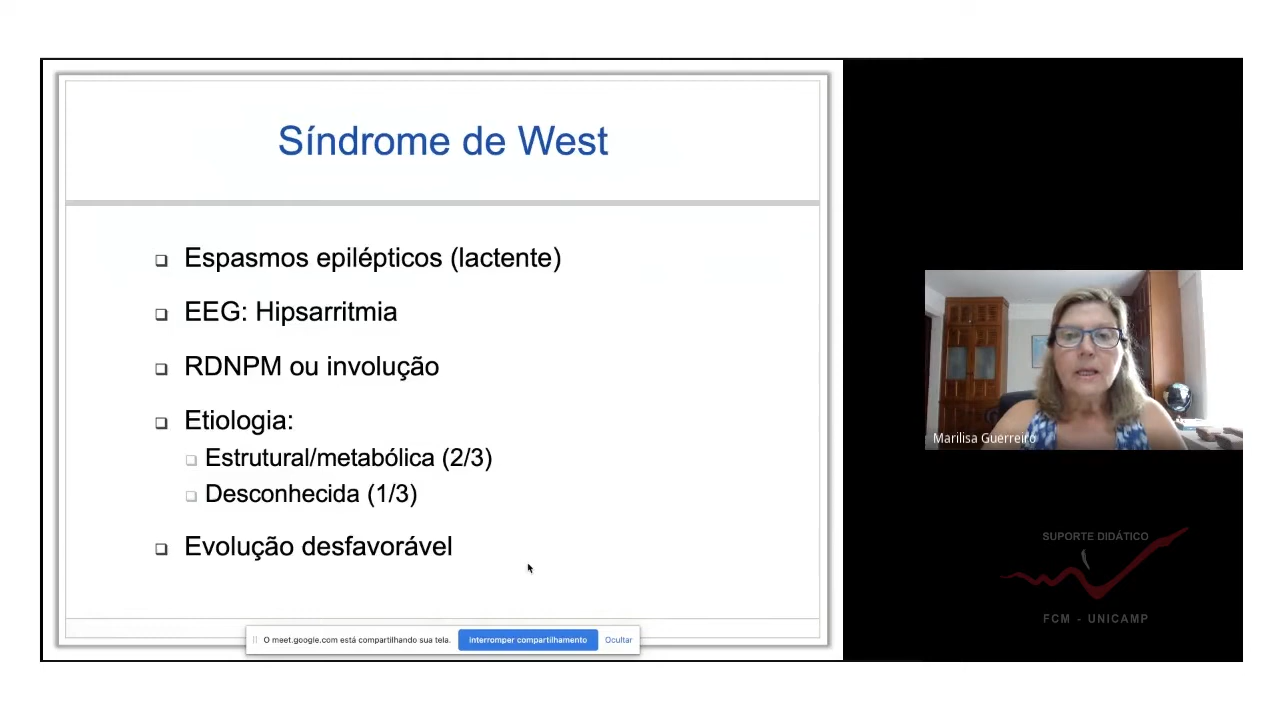 Síndrome de West
Espasmos epilépticos (lactente)
EEG: Hipsarritmia
RDNPM ou involução
Etiologia:
Estrutural/metabólica (2/3)
Desconhecida (1/3)
Evolução desfavorável
O meet.google.com está compartilhando sua tela.
Interromper compartilhamento
Ocultar
Marilisa Guerreiro
SUPORTE DIDÁTICO
FCM - UNICAMP